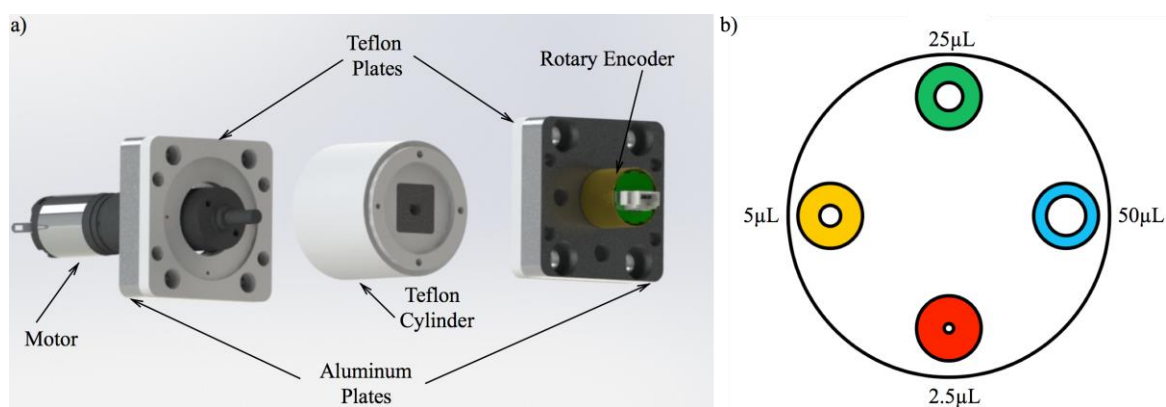 a)
Teflon
Plates
Rotary Encoder
Motor
Teflon
Cylinder
Aluminum
Plates
b)
25µL
5µL
50µL
2.5µL